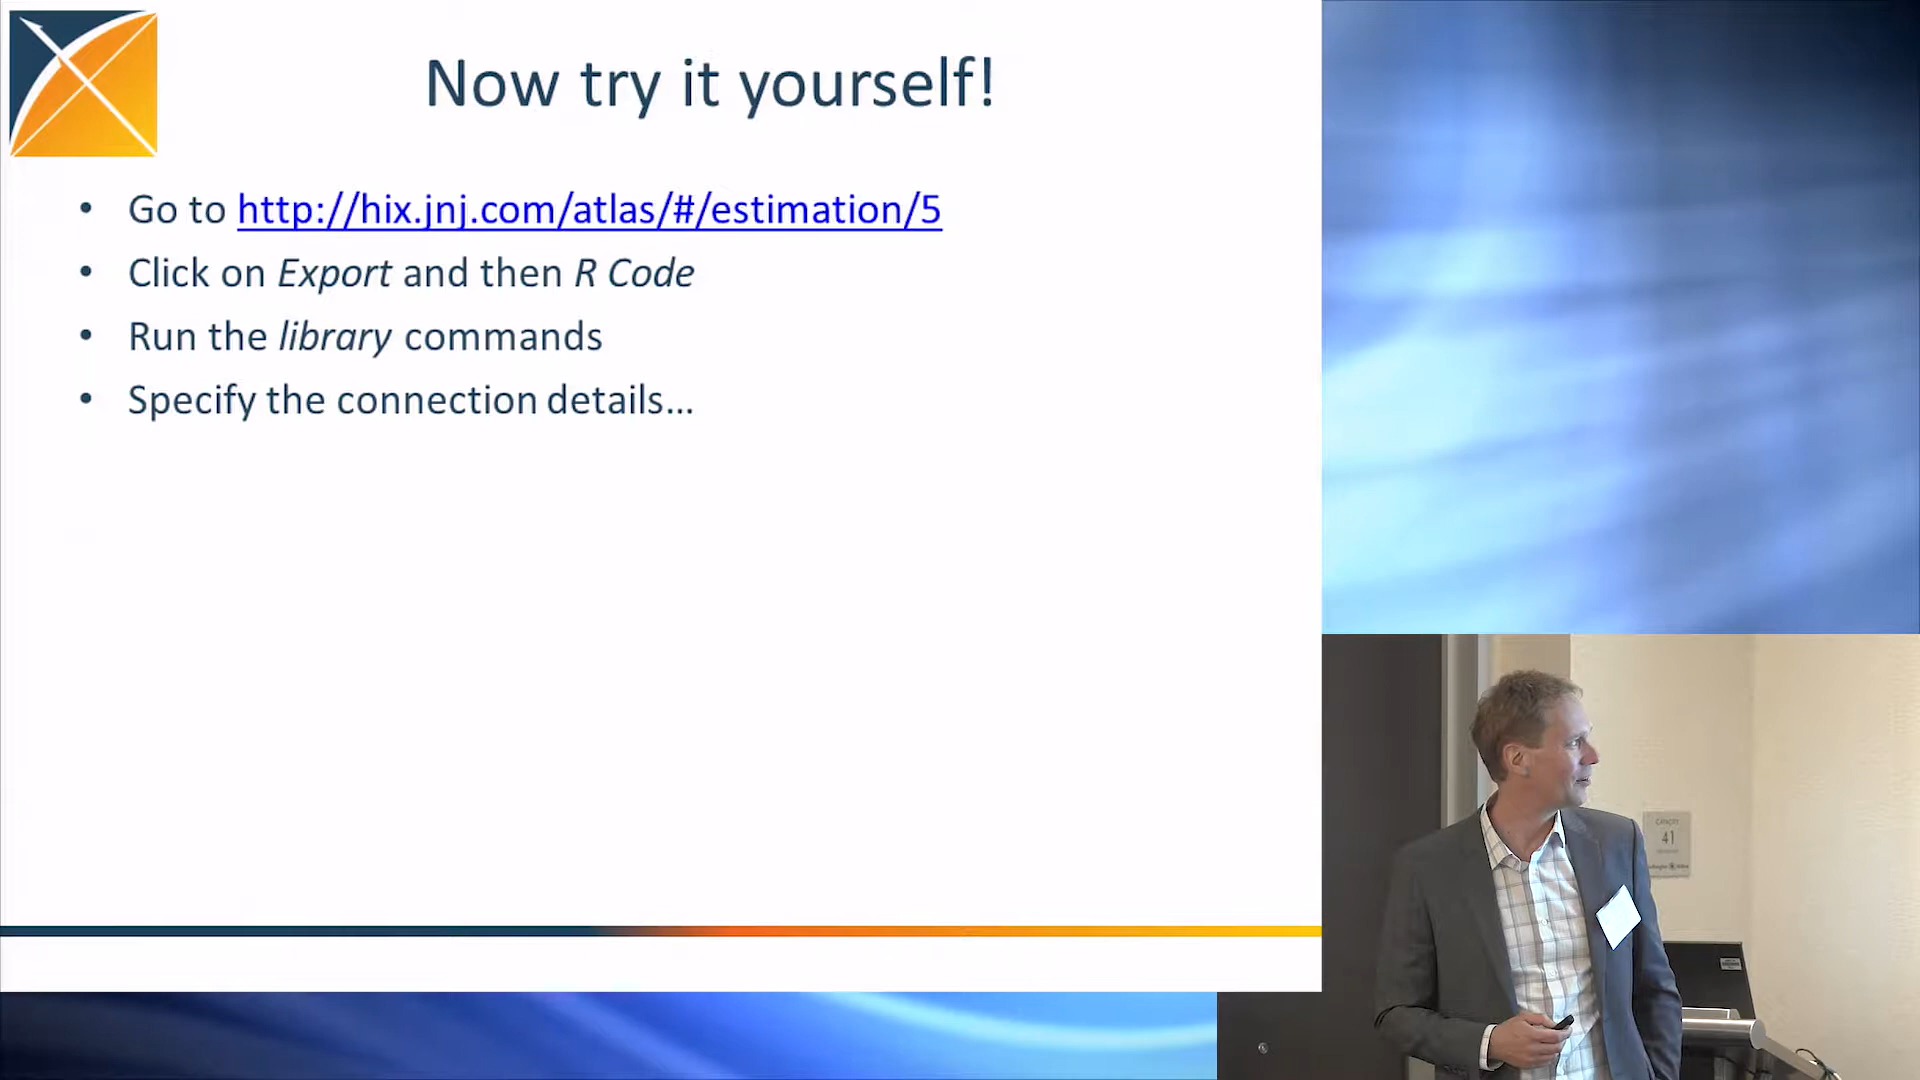 Now try it yourself!
• Go to http://hix.jnj.com/atlas/#/estimation/5
• Click on Export and then R Code
• Run the library commands
• Specify the connection details...
41